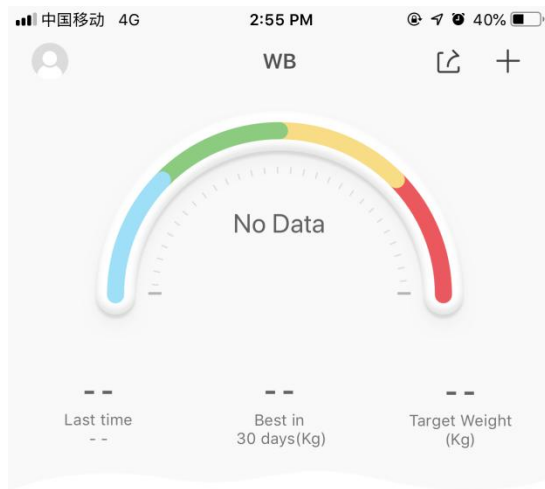 中国移动 4G 2:55 PM 40%
WB
No Data
-- -- --
Last time Best in Target Weight
-- 30 days(Kg) (Kg)